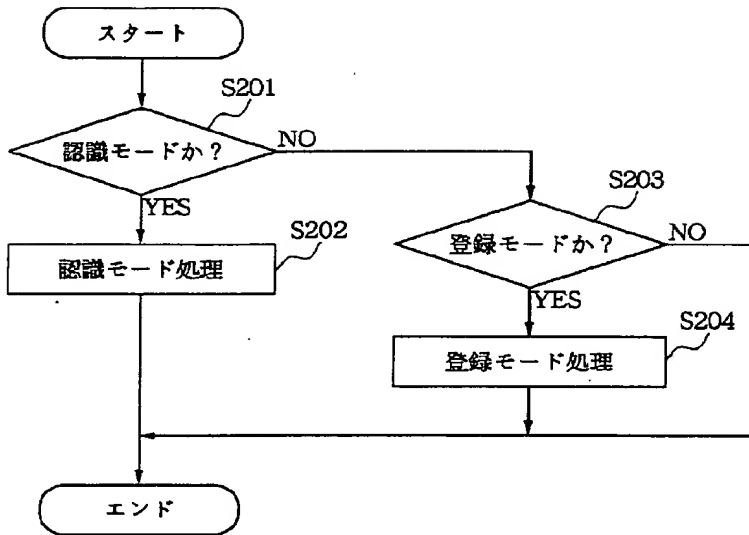 スタート
S201
認識モードか?
NO
YES
S202
認識モード処理
S203
登録モードか?
NO
YES
S204
登録モード処理
エンド